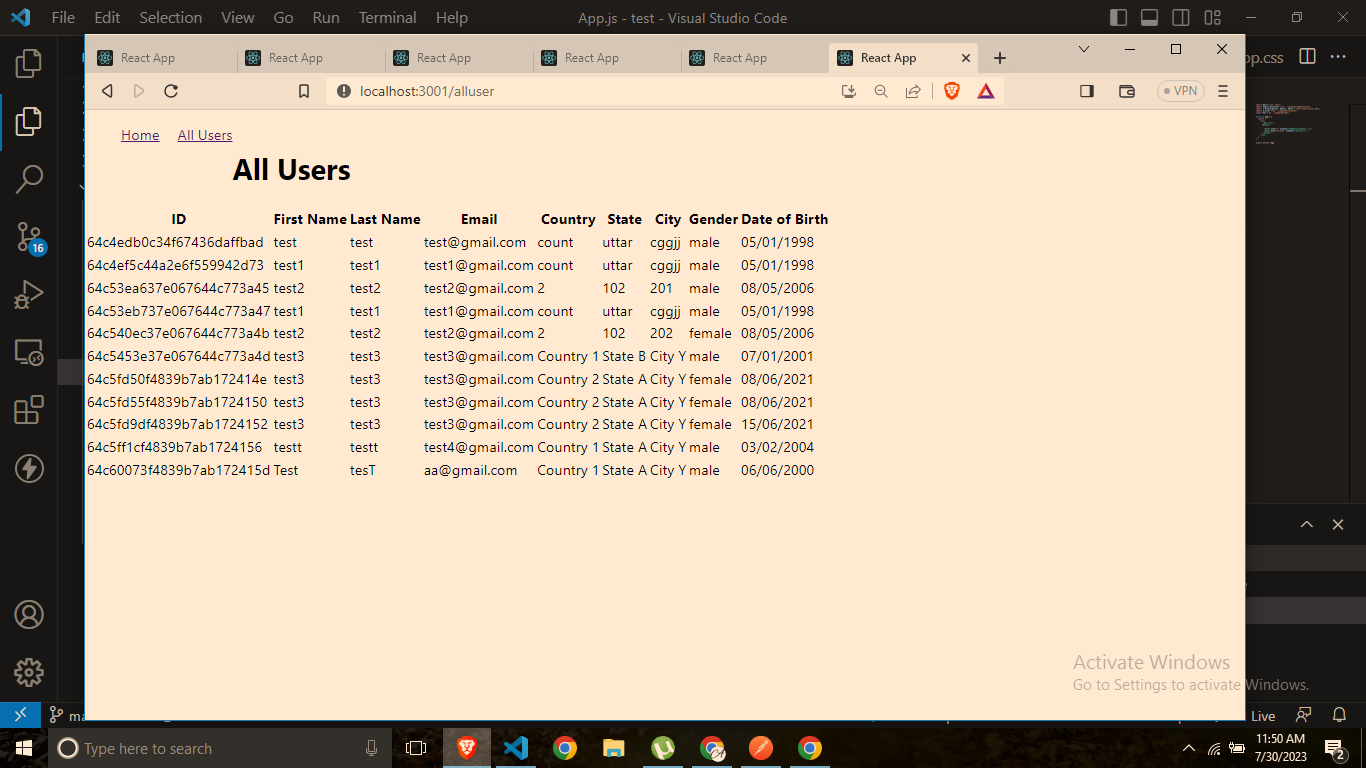 File Edit Selection View Go Run Terminal Help App.js - test - Visual Studio Code
React App React App React App React App React App React App
pp.css
localhost:3001/alluser VPN
Home All Users
All Users
ID First Name Last Name Email Country State City Gender Date of Birth
64c4edb0c34f67436daffbad test test test@gmail.com count uttar cggjj male 05/01/1998
64c4ef5c44a2e6f559942d73 test1 test1 test1@gmail.com count uttar cggjj male 05/01/1998
64c53ea637e067644c773a45 test2 test2 test2@gmail.com 2 102 201 male 08/05/2006
64c53eb737e067644c773a47 test1 test1 test1@gmail.com count uttar cggjj male 05/01/1998
64c540ec37e067644c773a4b test2 test2 test2@gmail.com 2 102 202 female 08/05/2006
64c5453e37e067644c773a4d test3 test3 test3@gmail.com Country 1 State B City Y male 07/01/2001
64c5fd50f4839b7ab172414e test3 test3 test3@gmail.com Country 2 State A City Y female 08/06/2021
64c5fd55f4839b7ab1724150 test3 test3 test3@gmail.com Country 2 State A City Y female 08/06/2021
64c5fd9df4839b7ab1724152 test3 test3 test3@gmail.com Country 2 State A City Y female 15/06/2021
64c5ff1cf4839b7ab1724156 testt testt test4@gmail.com Country 1 State A City Y male 03/02/2004
64c60073f4839b7ab172415d Test tesT aa@gmail.com Country 1 State A City Y male 06/06/2000
16
Activate Windows
Go to Settings to activate Windows.
ma Live
Type here to search 11:50 AM
7/30/2023 2